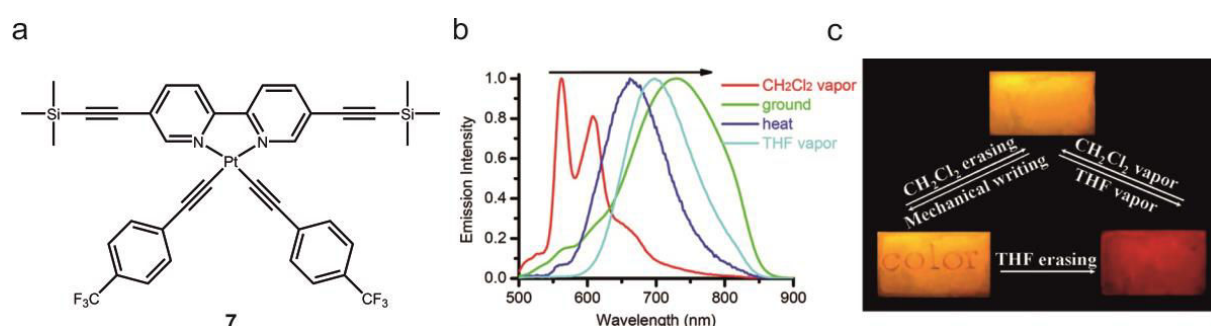 a
Si
Si
N
N
Pt
F₃C
CF₃
7
b
1.0
0.8
0.6
0.4
0.2
0.0
Emission Intensity
CH₂Cl₂ vapor
ground
heat
THF vapor
500
600
700
800
900
Wavelength (nm)
c
CH₂Cl₂ erasing
Mechanical writing
CH₂Cl₂ vapor
THF vapor
color
THF erasing